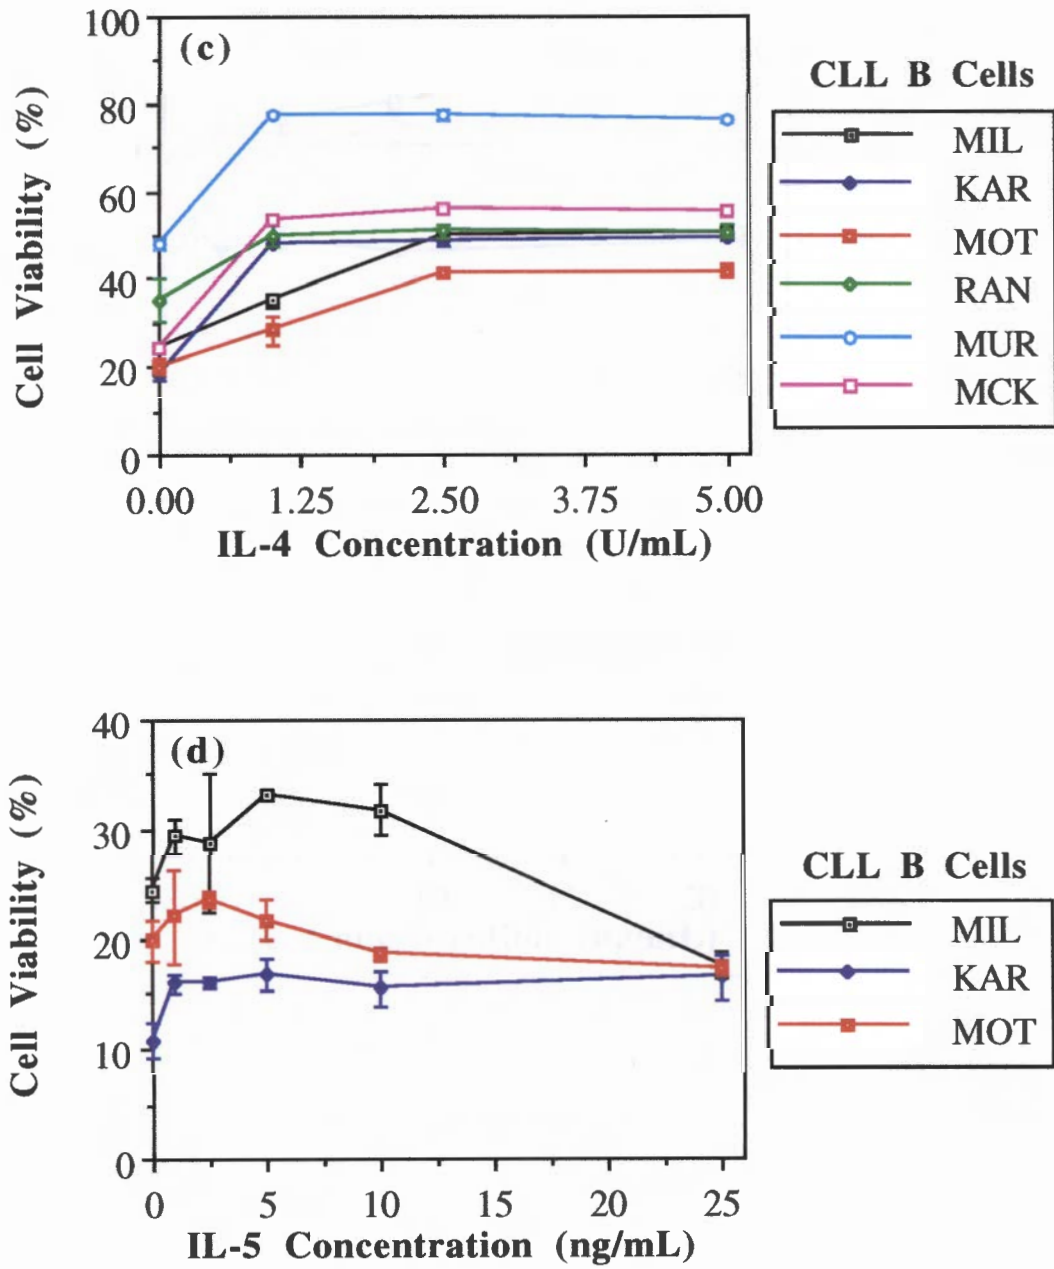 (c)
Cell Viability (%)
100
80
60
40
20
0
0.00 1.25 2.50 3.75 5.00
IL-4 Concentration (U/mL)
CLL B Cells
MIL
KAR
MOT
RAN
MUR
MCK
(d)
Cell Viability (%)
40
30
20
10
0
0 5 10 15 20 25
IL-5 Concentration (ng/mL)
CLL B Cells
MIL
KAR
MOT